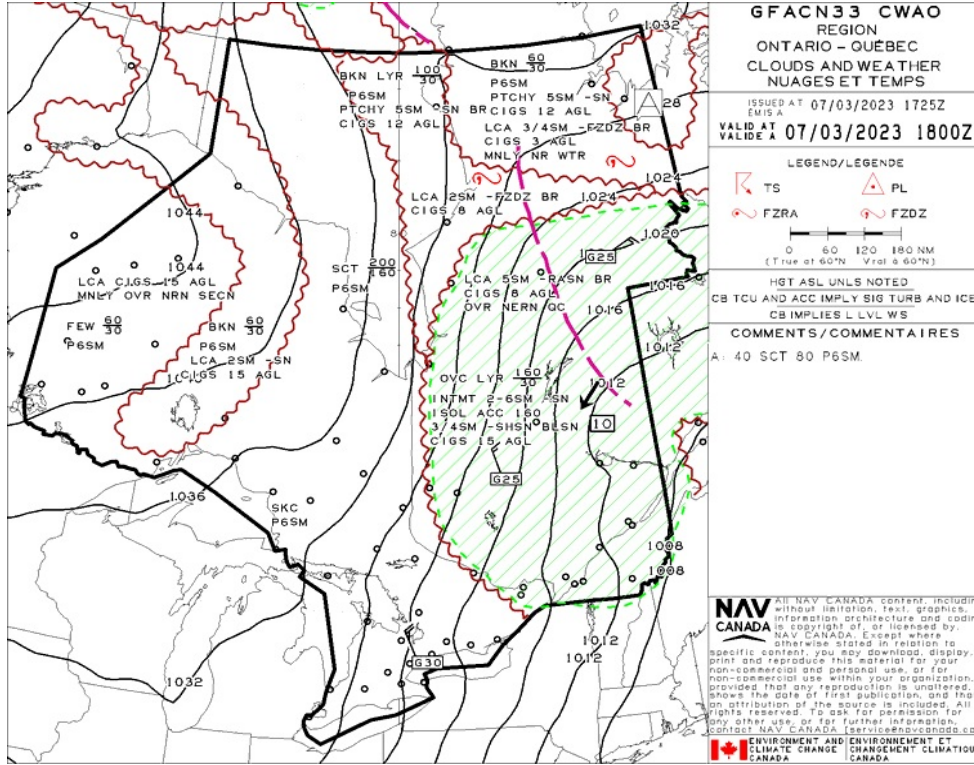 GFACN33 CWAO
REGION
ONTARIO – QUÉBEC
CLOUDS AND WEATHER
NUAGES ET TEMPS
ISSUED AT 07/03/2023 1725Z
ÉMIS A
VALID AT 07/03/2023 1800Z
VALIDE A
LEGEND/LÉGENDE
TS
PL
FZRA
FZDZ
0 60 120 180 NM
(True at 60°N Vrai à 60°N)
HGT ASL UNLS NOTED
CB TCU AND ACC IMPLY SIG TURB AND ICE
CB IMPLIES L LVL WS
COMMENTS/COMMENTAIRES
A: 40 SCT 80 P6SM.
1032
BKN LYR 100
30
P6SM
PTCHY 5SM -SN BR
CIGS 12 AGL
BKN 60
30
P6SM
PTCHY 5SM -SN
CIGS 12 AGL
LCA 3/4SM -FZDZ BR
CIGS 3 AGL
MNLY NR WTR
A
28
1024
LCA 2SM -FZDZ BR
CIGS 8 AGL
1024
1044
1020
G25
1044
LCA CIGS 15 AGL
MNLY OVR NRN SECN
SCT 200
160
P6SM
LCA 5SM -RASN BR
CIGS 8 AGL
OVR NERN QC
1016
1016
FEW 60
30
P6SM
BKN 60
30
P6SM
LCA 2SM -SN
CIGS 15 AGL
1012
OVC LYR 160
30
INTMT 2-6SM -SN
ISOL ACC 160
3/4SM -SHSN BLSN
CIGS 15 AGL
1012
10
G25
1036
SKC
P6SM
1008
1008
1012
1012
G30
1032
NAV
CANADA
All NAV CANADA content, includin
without limitation, text, graphics,
information architecture and codin
is copyright of, or licensed by,
NAV CANADA. Except where
otherwise stated in relation to
specific content, you may download, display,
print and reproduce this material for your
non-commercial and personal use, or for
non-commercial use within your organization,
provided that any reproduction is unaltered,
shows the date of first publication, and tha
an attribution of the source is included. All
rights reserved. To ask for permission for
any other use, or for further information,
contact NAV CANADA [service@navcanada.ca
ENVIRONMENT AND
CLIMATE CHANGE
CANADA
ENVIRONNEMENT ET
CHANGEMENT CLIMATIQU
CANADA